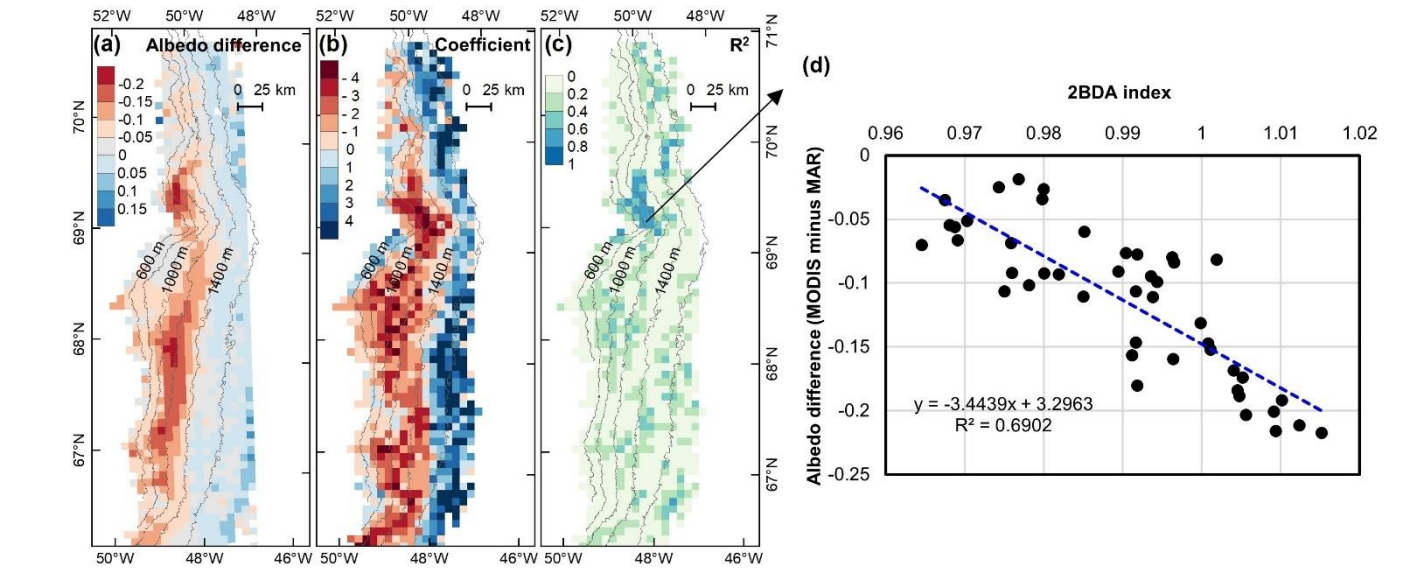 52°W 50°W 48°W 52°W 50°W 48°W 52°W 50°W 48°W
(a) Albedo difference
-0.2
-0.15
-0.1
-0.05
0
0.05
0.1
0.15
0 25 km
600 m
1000 m
1400 m
70°N
69°N
68°N
67°N
(b) Coefficient
- 4
- 3
- 2
- 1
0
1
2
3
4
0 25 km
600 m
1000 m
1400 m
(c) R²
0
0.2
0.4
0.6
0.8
1
0 25 km
600 m
1000 m
1400 m
71°N
70°N
69°N
68°N
67°N
50°W 48°W 46°W 50°W 48°W 46°W 50°W 48°W 46°W
(d)
2BDA index
0.96 0.97 0.98 0.99 1 1.01 1.02
Albedo difference (MODIS minus MAR)
0
-0.05
-0.1
-0.15
-0.2
-0.25
y = -3.4439x + 3.2963
R² = 0.6902